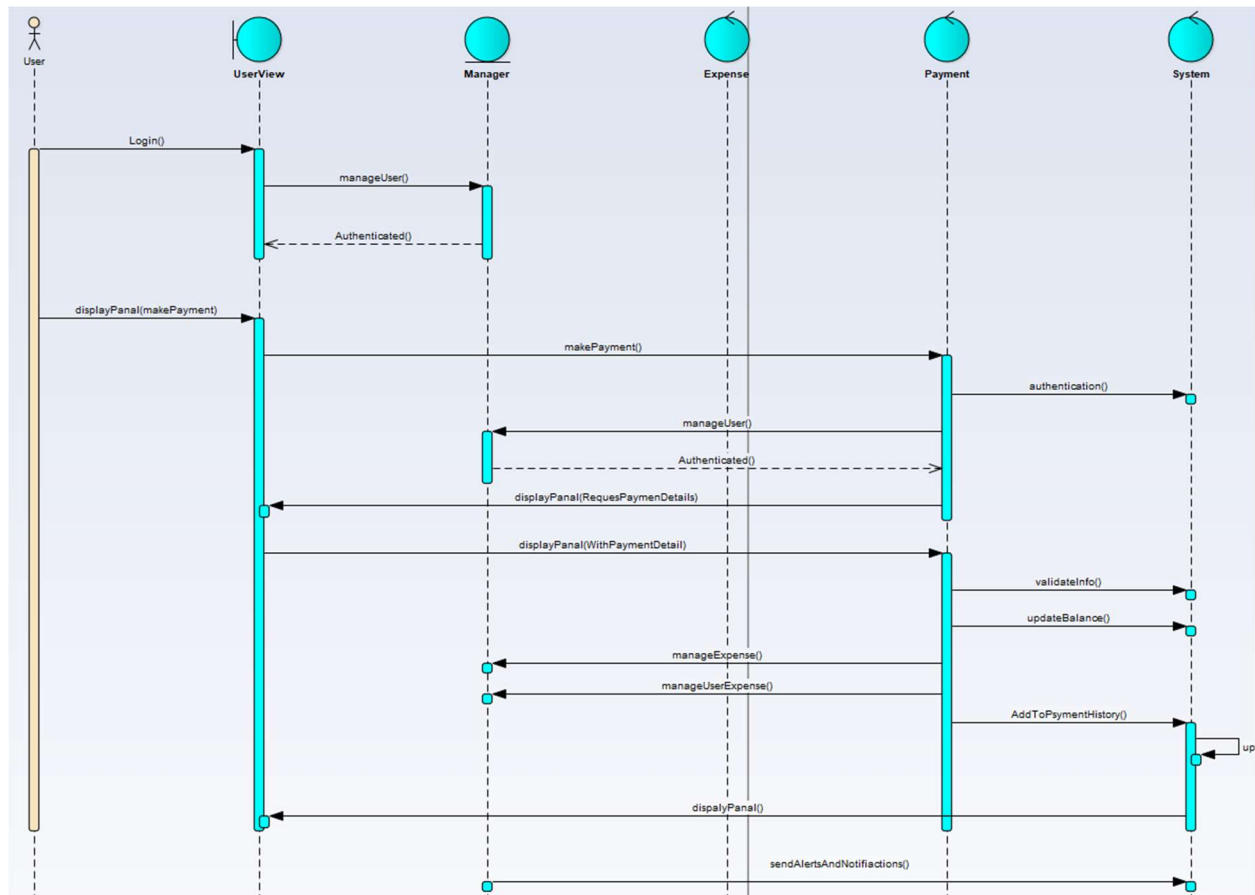 User
UserView
Manager
Expense
Payment
System
Login()
manageUser()
Authenticated()
displayPanal(makePayment)
makePayment()
authentication()
manageUser()
Authenticated()
displayPanal(RequesPaymenDetails)
displayPanal(WithPaymentDetail)
validateInfo()
updateBalance()
manageExpense()
manageUserExpense()
AddToPsymentHistory()
up
dispalyPanal()
sendAlertsAndNotifiactions()